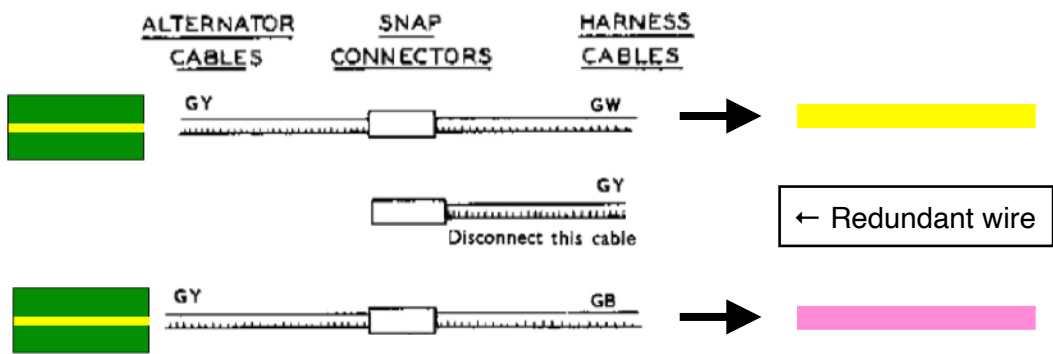 ALTERNATOR CABLES
SNAP CONNECTORS
HARNESS CABLES
GY
GW
GY
Disconnect this cable
← Redundant wire
GY
GB